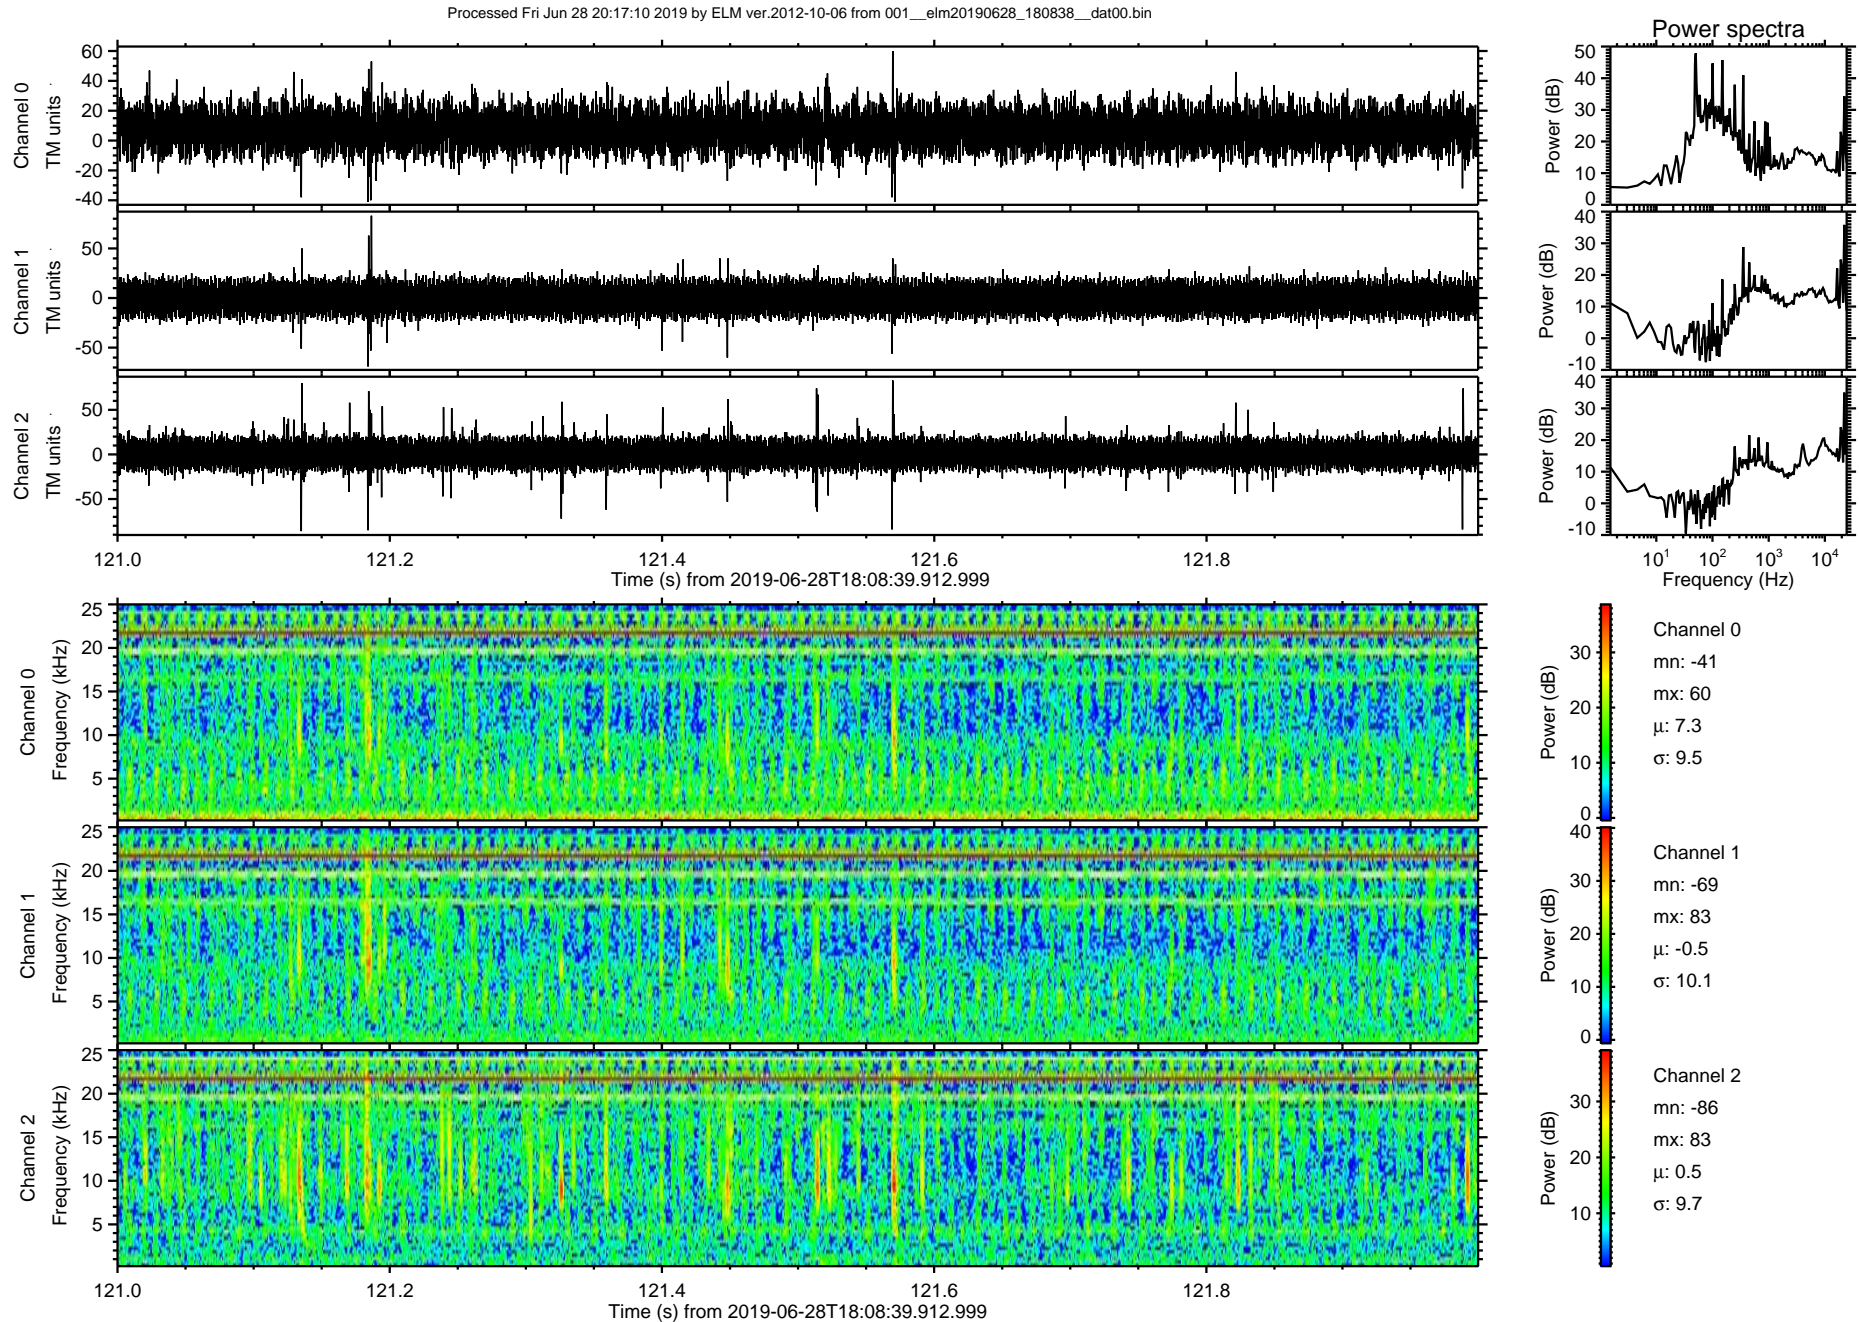 Processed Fri Jun 28 20:17:10 2019 by ELM ver.2012-10-06 from 001__elm20190628_180838__dat00.bin
Power spectra
Channel 0
TM units
60
40
20
0
-20
-40
Power (dB)
50
40
30
20
10
0
Channel 1
TM units
50
0
-50
Power (dB)
40
30
20
10
0
-10
Channel 2
TM units
50
0
-50
Power (dB)
40
30
20
10
0
-10
121.0 121.2 121.4 121.6 121.8
Time (s) from 2019-06-28T18:08:39.912.999
10^1 10^2 10^3 10^4
Frequency (Hz)
Channel 0
Frequency (kHz)
25
20
15
10
5
Power (dB)
30
20
10
0
Channel 0
mn: -41
mx: 60
µ: 7.3
σ: 9.5
Channel 1
Frequency (kHz)
25
20
15
10
5
Power (dB)
40
30
20
10
0
Channel 1
mn: -69
mx: 83
µ: -0.5
σ: 10.1
Channel 2
Frequency (kHz)
25
20
15
10
5
Power (dB)
30
20
10
Channel 2
mn: -86
mx: 83
µ: 0.5
σ: 9.7
121.0 121.2 121.4 121.6 121.8
Time (s) from 2019-06-28T18:08:39.912.999